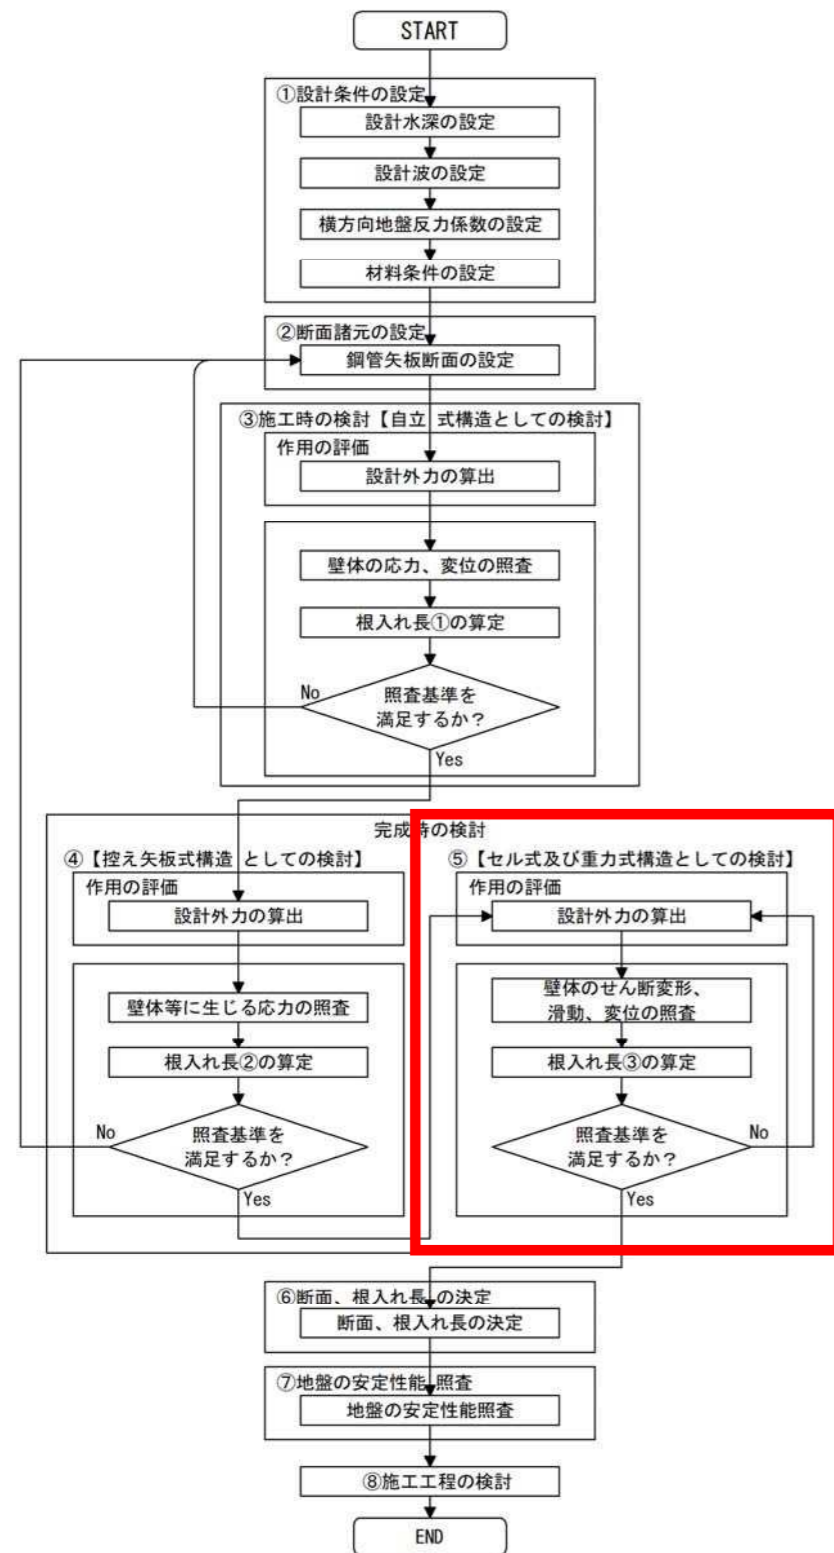 START
①設計条件の設定
設計水深の設定
設計波の設定
横方向地盤反力係数の設定
材料条件の設定
②断面諸元の設定
鋼管矢板断面の設定
③施工時の検討【自立 式構造としての検討】
作用の評価
設計外力の算出
壁体の応力、変位の照査
根入れ長①の算定
照査基準を
満足するか？
No
Yes
完成時の検討
④【控え矢板式構造 としての検討】
作用の評価
設計外力の算出
壁体等に生じる応力の照査
根入れ長②の算定
照査基準を
満足するか？
No
Yes
⑤【セル式及び重力式構造としての検討】
作用の評価
設計外力の算出
壁体のせん断変形、
滑動、変位の照査
根入れ長③の算定
照査基準を
満足するか？
No
Yes
⑥断面、根入れ長 の決定
断面、根入れ長の決定
⑦地盤の安定性能 照査
地盤の安定性能照査
⑧施工工程の検討
END